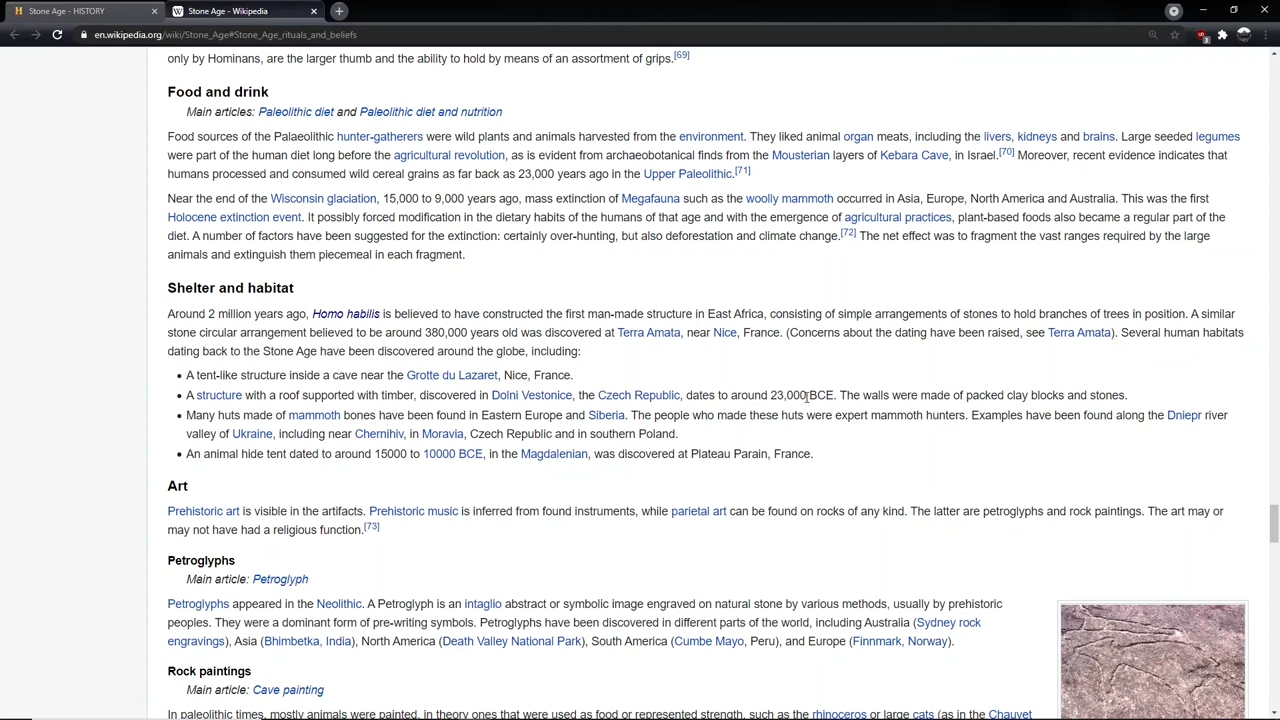 Stone Age - HISTORY
Stone Age - Wikipedia
en.wikipedia.org/wiki/Stone_Age#Stone_Age_rituals_and_beliefs
only by Hominans, are the larger thumb and the ability to hold by means of an assortment of grips.[69]
Food and drink
Main articles: Paleolithic diet and Paleolithic diet and nutrition
Food sources of the Palaeolithic hunter-gatherers were wild plants and animals harvested from the environment. They liked animal organ meats, including the livers, kidneys and brains. Large seeded legumes
were part of the human diet long before the agricultural revolution, as is evident from archaeobotanical finds from the Mousterian layers of Kebara Cave, in Israel.[70] Moreover, recent evidence indicates that
humans processed and consumed wild cereal grains as far back as 23,000 years ago in the Upper Paleolithic.[71]
Near the end of the Wisconsin glaciation, 15,000 to 9,000 years ago, mass extinction of Megafauna such as the woolly mammoth occurred in Asia, Europe, North America and Australia. This was the first
Holocene extinction event. It possibly forced modification in the dietary habits of the humans of that age and with the emergence of agricultural practices, plant-based foods also became a regular part of the
diet. A number of factors have been suggested for the extinction: certainly over-hunting, but also deforestation and climate change.[72] The net effect was to fragment the vast ranges required by the large
animals and extinguish them piecemeal in each fragment.
Shelter and habitat
Around 2 million years ago, Homo habilis is believed to have constructed the first man-made structure in East Africa, consisting of simple arrangements of stones to hold branches of trees in position. A similar
stone circular arrangement believed to be around 380,000 years old was discovered at Terra Amata, near Nice, France. (Concerns about the dating have been raised, see Terra Amata). Several human habitats
dating back to the Stone Age have been discovered around the globe, including:
• A tent-like structure inside a cave near the Grotte du Lazaret, Nice, France.
• A structure with a roof supported with timber, discovered in Dolni Vestonice, the Czech Republic, dates to around 23,000 BCE. The walls were made of packed clay blocks and stones.
• Many huts made of mammoth bones have been found in Eastern Europe and Siberia. The people who made these huts were expert mammoth hunters. Examples have been found along the Dniepr river
valley of Ukraine, including near Chernihiv, in Moravia, Czech Republic and in southern Poland.
• An animal hide tent dated to around 15000 to 10000 BCE, in the Magdalenian, was discovered at Plateau Parain, France.
Art
Prehistoric art is visible in the artifacts. Prehistoric music is inferred from found instruments, while parietal art can be found on rocks of any kind. The latter are petroglyphs and rock paintings. The art may or
may not have had a religious function.[73]
Petroglyphs
Main article: Petroglyph
Petroglyphs appeared in the Neolithic. A Petroglyph is an intaglio abstract or symbolic image engraved on natural stone by various methods, usually by prehistoric
peoples. They were a dominant form of pre-writing symbols. Petroglyphs have been discovered in different parts of the world, including Australia (Sydney rock
engravings), Asia (Bhimbetka, India), North America (Death Valley National Park), South America (Cumbe Mayo, Peru), and Europe (Finnmark, Norway).
Rock paintings
Main article: Cave painting
In paleolithic times, mostly animals were painted, in theory ones that were used as food or represented strength, such as the rhinoceros or large cats (as in the Chauvet